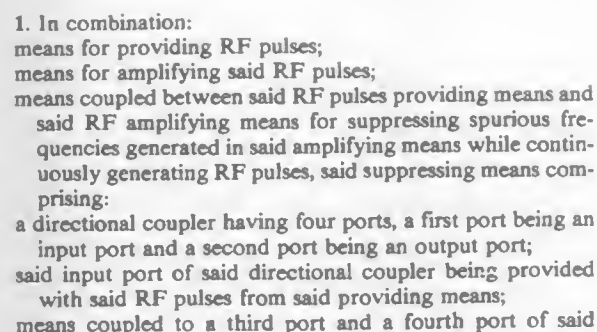 1. In combination:
means for providing RF pulses;
means for amplifying said RF pulses;
means coupled between said RF pulses providing means and
said RF amplifying means for suppressing spurious fre-
quencies generated in said amplifying means while contin-
uously generating RF pulses, said suppressing means com-
prising:
a directional coupler having four ports, a first port being an
input port and a second port being an output port;
said input port of said directional coupler being provided
with said RF pulses from said providing means;
means coupled to a third port and a fourth port of said